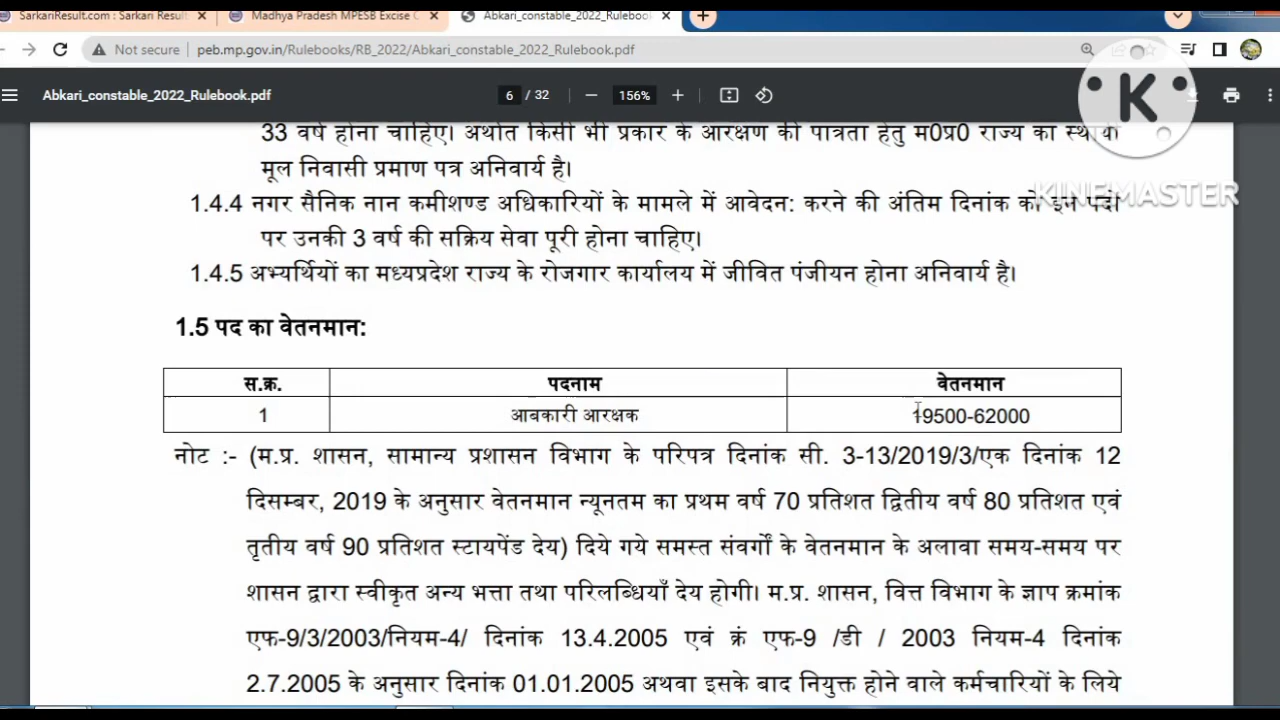 SarkariResult.com : Sarkari Result
Madhya Pradesh MPESB Excise C
Abkari_constable_2022_Rulebook.p
Not secure peb.mp.gov.in/Rulebooks/RB_2022/Abkari_constable_2022_Rulebook.pdf
Abkari_constable_2022_Rulebook.pdf 6 / 32 156%
K
KINEMASTER
33 वर्ष होना चाहिए। अर्थात किसी भी प्रकार के आरक्षण की पात्रता हेतु म0प्र0 राज्य का स्थायी
मूल निवासी प्रमाण पत्र अनिवार्य है।
1.4.4 नगर सैनिक नान कमीशण्ड अधिकारियों के मामले में आवेदन: करने की अंतिम दिनांक को इन पदों
पर उनकी 3 वर्ष की सक्रिय सेवा पूरी होना चाहिए।
1.4.5 अभ्यर्थियों का मध्यप्रदेश राज्य के रोजगार कार्यालय में जीवित पंजीयन होना अनिवार्य है।
1.5 पद का वेतनमान:
स.क्र. पदनाम वेतनमान
1 आबकारी आरक्षक 19500-62000
नोट :- (म.प्र. शासन, सामान्य प्रशासन विभाग के परिपत्र दिनांक सी. 3-13/2019/3/एक दिनांक 12
दिसम्बर, 2019 के अनुसार वेतनमान न्यूनतम का प्रथम वर्ष 70 प्रतिशत द्वितीय वर्ष 80 प्रतिशत एवं
तृतीय वर्ष 90 प्रतिशत स्टायपेंड देय) दिये गये समस्त संवर्गों के वेतनमान के अलावा समय-समय पर
शासन द्वारा स्वीकृत अन्य भत्ता तथा परिलब्धियाँ देय होगी। म.प्र. शासन, वित्त विभाग के ज्ञाप क्रमांक
एफ-9/3/2003/नियम-4/ दिनांक 13.4.2005 एवं क्रं एफ-9 /डी / 2003 नियम-4 दिनांक
2.7.2005 के अनुसार दिनांक 01.01.2005 अथवा इसके बाद नियुक्त होने वाले कर्मचारियों के लिये